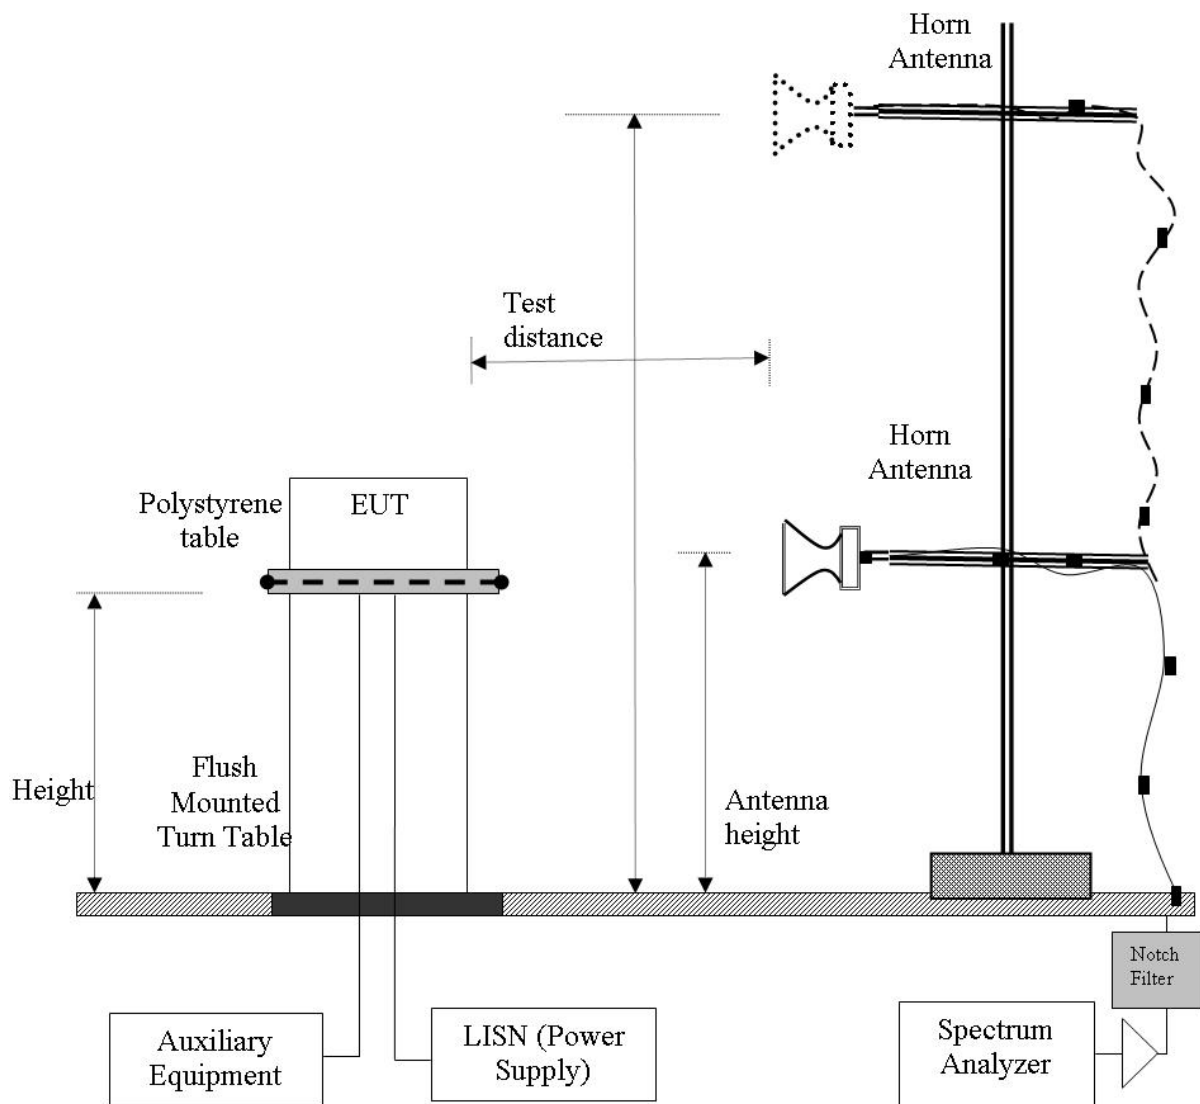 Horn
Antenna
Test
distance
Horn
Antenna
Polystyrene
table
EUT
Height
Flush
Mounted
Turn Table
Antenna
height
Notch
Filter
Auxiliary
Equipment
LISN (Power
Supply)
Spectrum
Analyzer